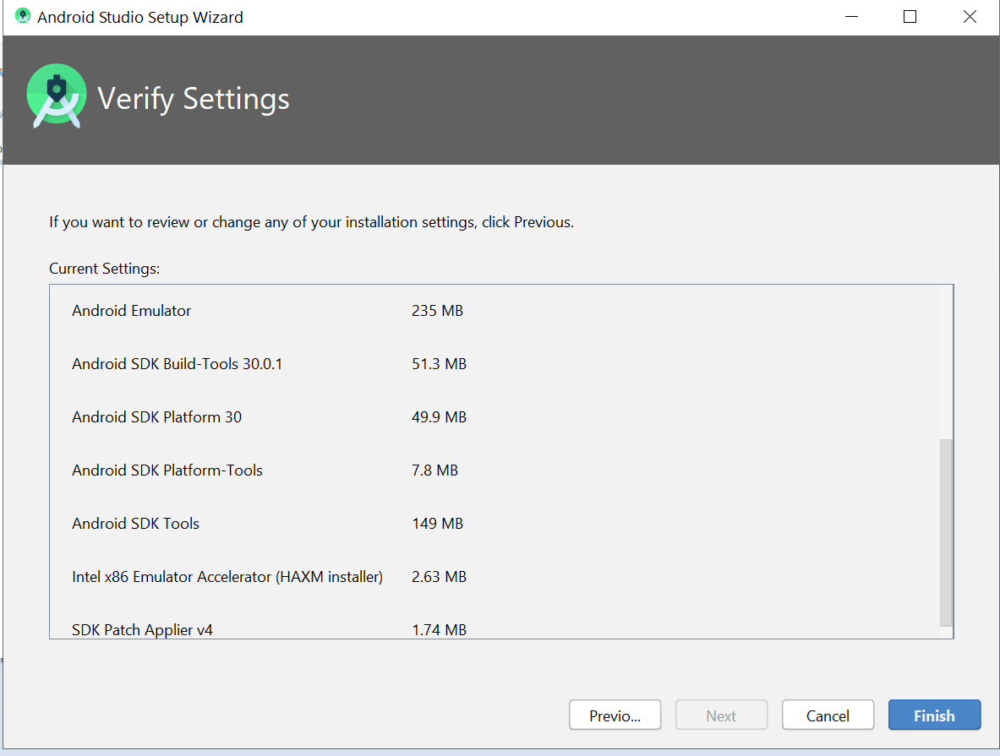 Android Studio Setup Wizard
Verify Settings
If you want to review or change any of your installation settings, click Previous.
Current Settings:
Android Emulator 235 MB
Android SDK Build-Tools 30.0.1 51.3 MB
Android SDK Platform 30 49.9 MB
Android SDK Platform-Tools 7.8 MB
Android SDK Tools 149 MB
Intel x86 Emulator Accelerator (HAXM installer) 2.63 MB
SDK Patch Applier v4 1.74 MB
Previo... Next Cancel Finish